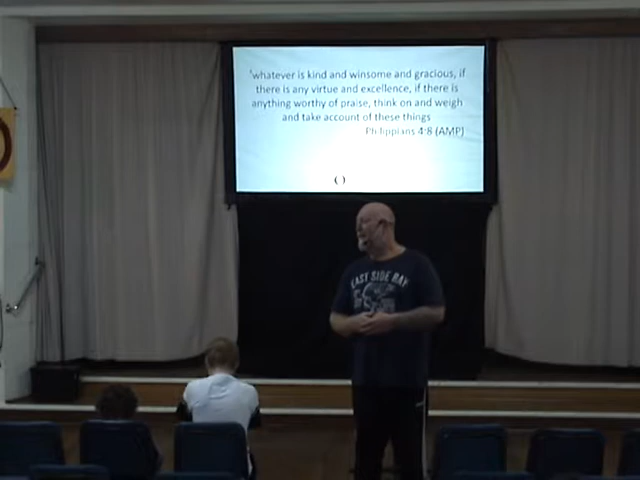 'whatever is kind and winsome and gracious, if
there is any virtue and excellence, if there is
anything worthy of praise, think on and weigh
and take account of these things
Philippians 4:8 (AMP)
( )
EAST SIDE BAY